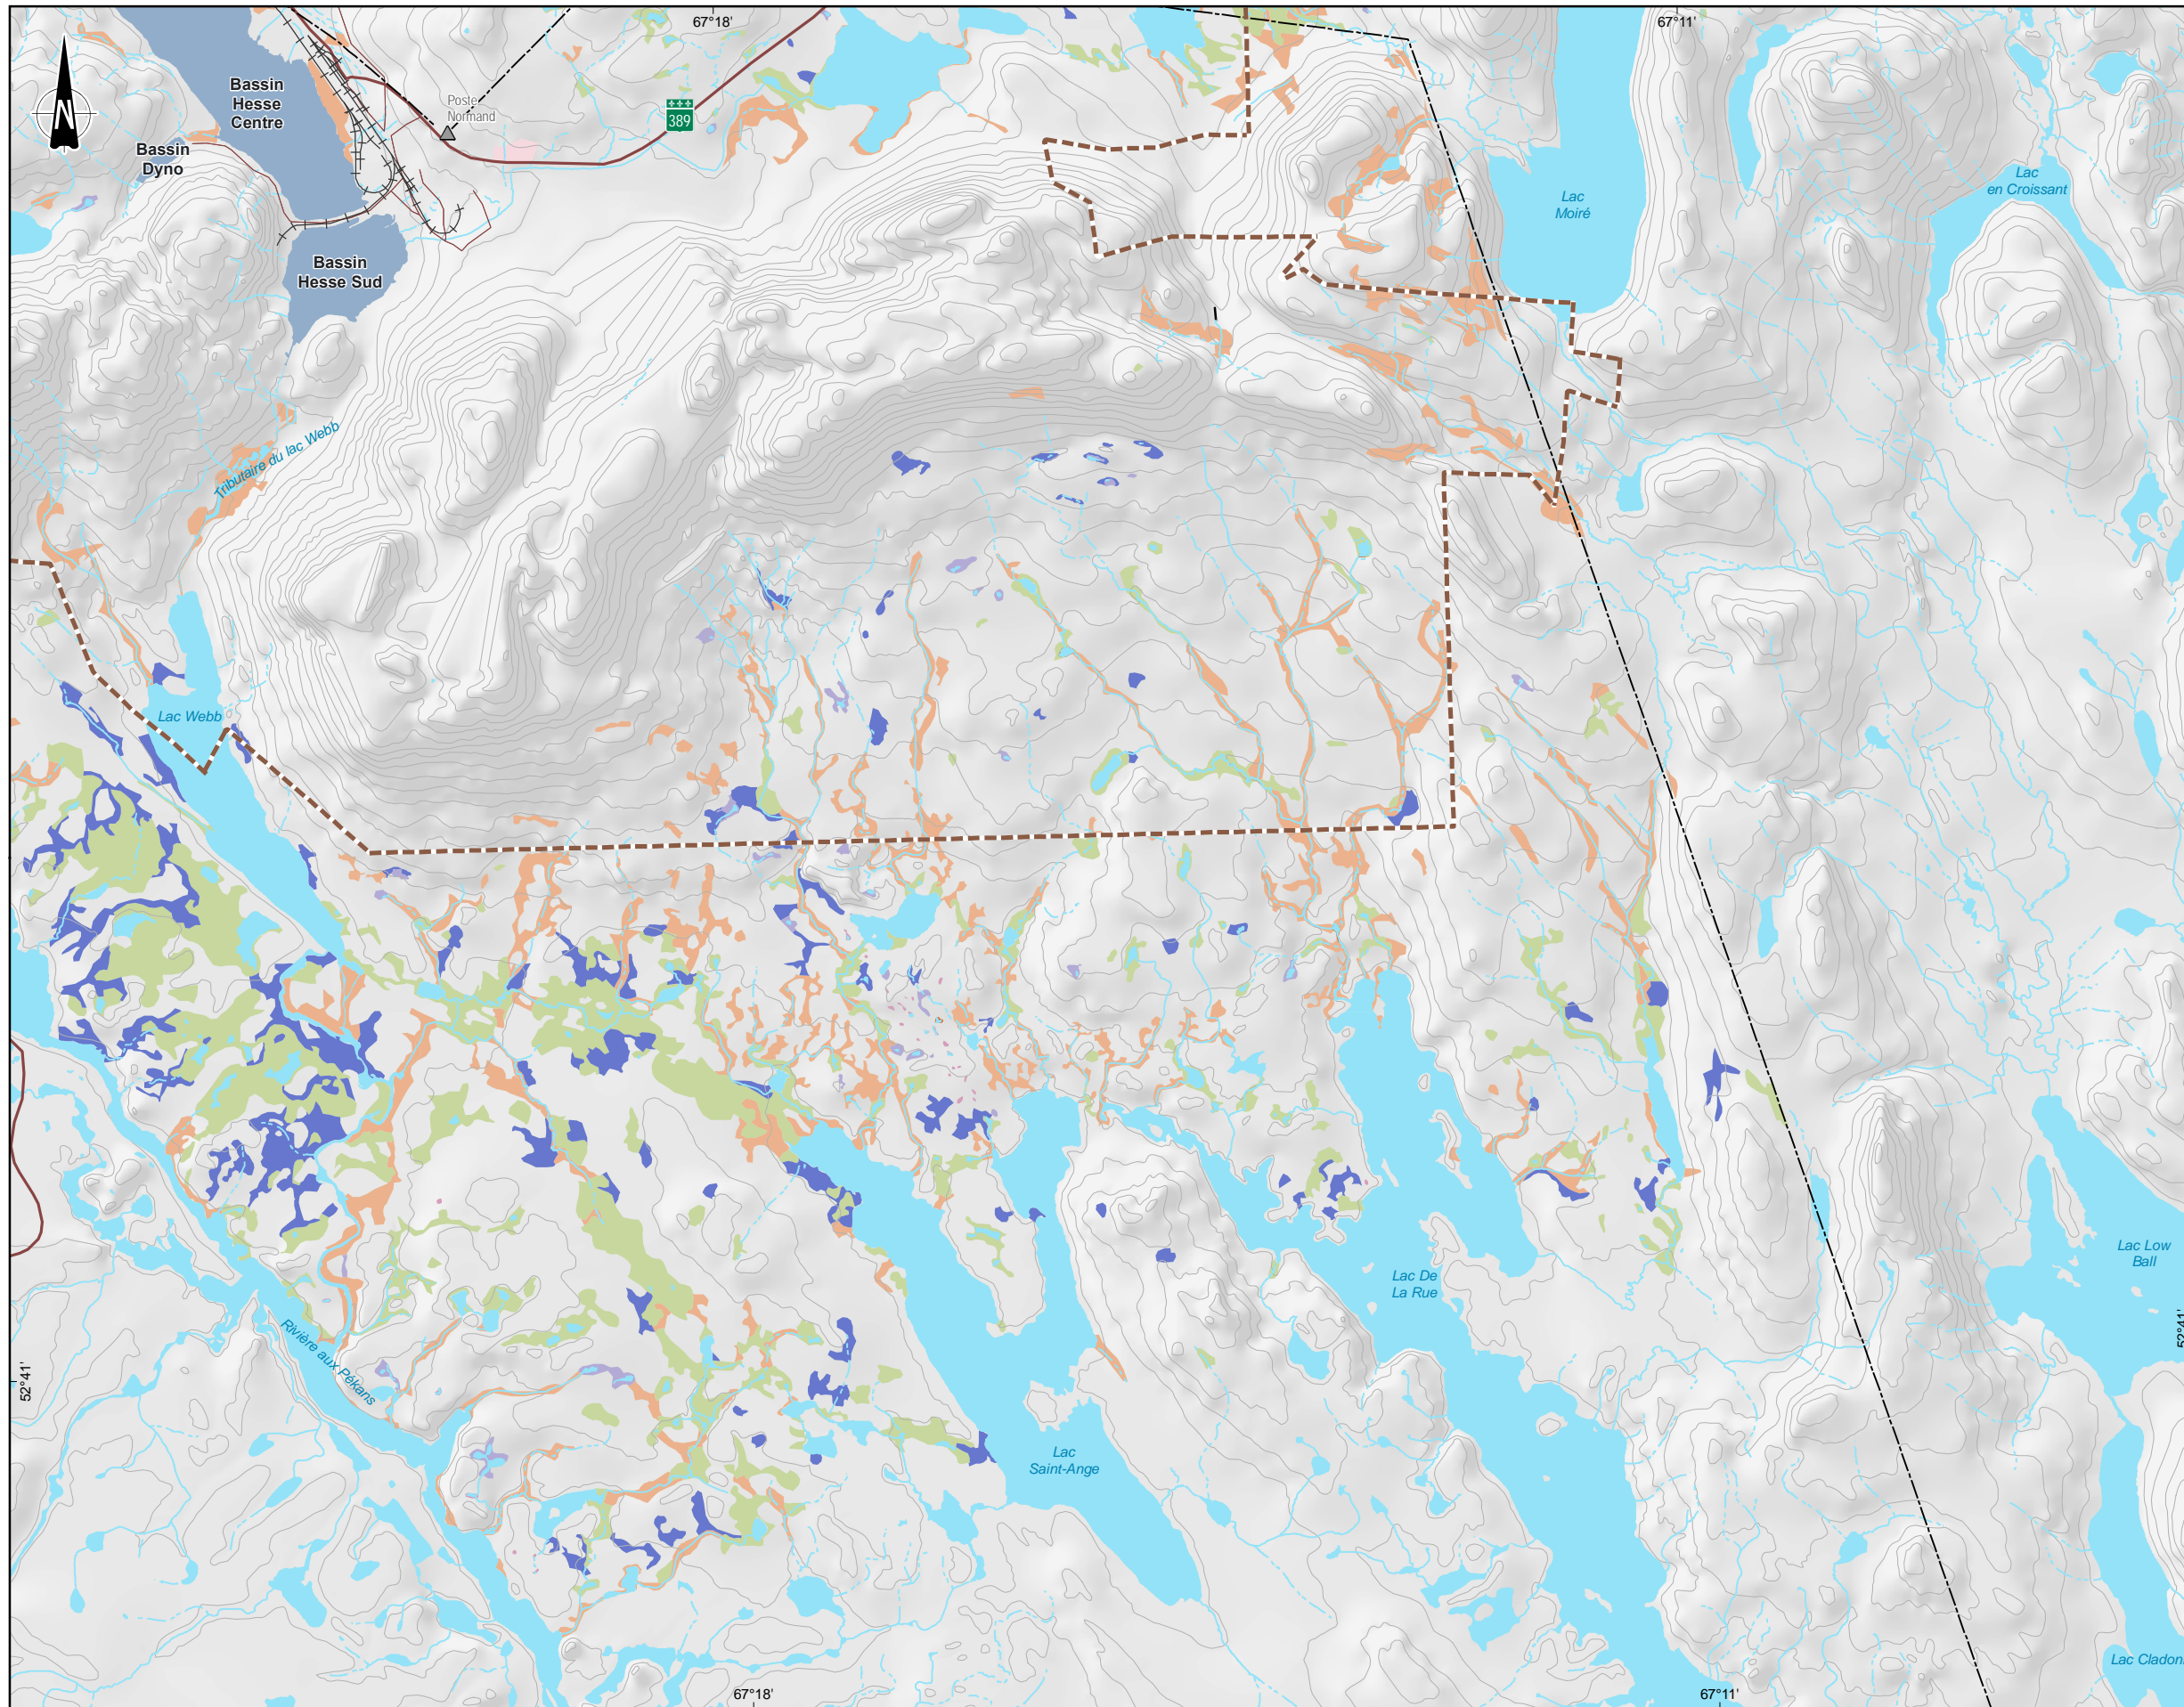 67°18'
67°11'
N
Bassin
Hesse
Centre
Poste
Normand
389
Bassin
Dyno
Lac
en Croissant
Lac
Moiré
Bassin
Hesse Sud
Tributaire du lac Webb
Lac Webb
Lac Low
Ball
Lac De
La Rue
52°41'
52°41'
Rivière aux Pékans
Lac
Saint-Ange
67°18'
67°11'